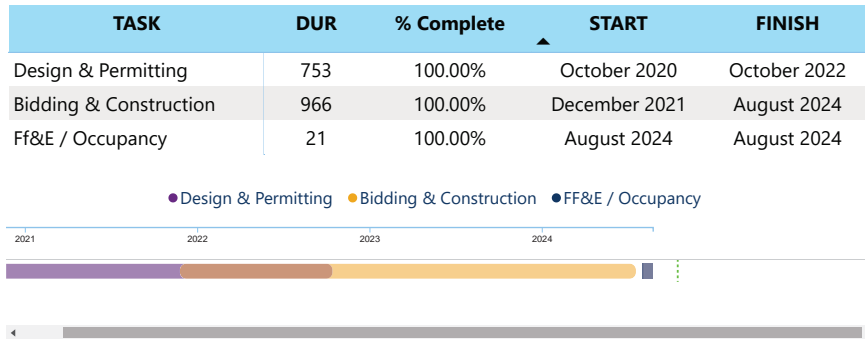 TASK DUR % Complete START FINISH
Design & Permitting 753 100.00% October 2020 October 2022
Bidding & Construction 966 100.00% December 2021 August 2024
Ff&E / Occupancy 21 100.00% August 2024 August 2024
Design & Permitting Bidding & Construction FF&E / Occupancy
2021 2022 2023 2024